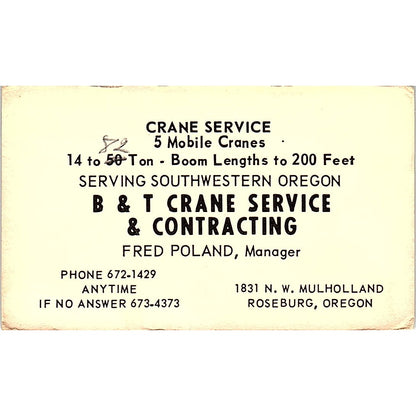 CRANE SERVICE
5 Mobile Cranes
82
14 to 50 Ton - Boom Lengths to 200 Feet
SERVING SOUTHWESTERN OREGON
B & T CRANE SERVICE
& CONTRACTING
FRED POLAND, Manager
PHONE 672-1429
ANYTIME
IF NO ANSWER 673-4373
1831 N. W. MULHOLLAND
ROSEBURG, OREGON